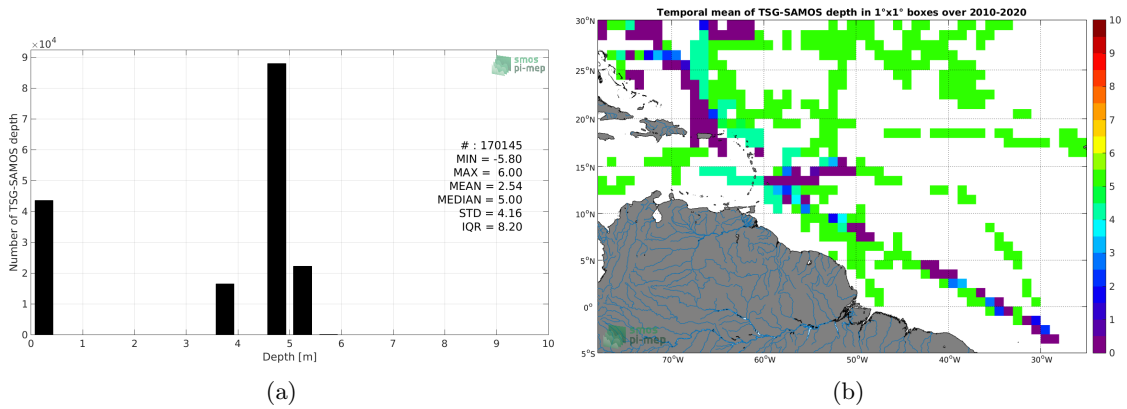 ×10⁴
9
8
7
6
5
4
3
2
1
0
Number of TSG-SAMOS depth
0 1 2 3 4 5 6 7 8 9 10
Depth [m]
smos
pi-mep
# : 170145
MIN = -5.80
MAX = 6.00
MEAN = 2.54
MEDIAN = 5.00
STD = 4.16
IQR = 8.20
(a)
Temporal mean of TSG-SAMOS depth in 1°x1° boxes over 2010-2020
30°N
25°N
20°N
15°N
10°N
5°N
0°
5°S
70°W 60°W 50°W 40°W 30°W
smos
pi-mep
10
9
8
7
6
5
4
3
2
1
0
(b)